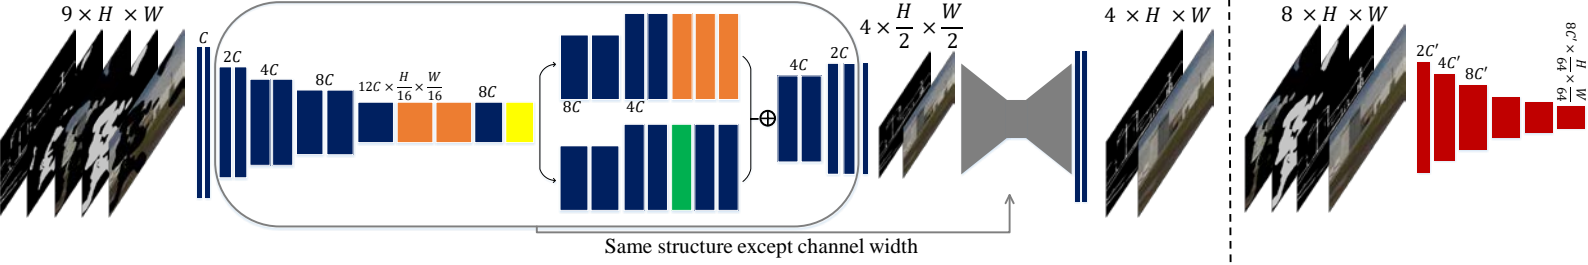 9 × H × W
C
2C
4C
8C
12C × H/16 × W/16
8C
8C
4C
4C
2C
4 × H/2 × W/2
4 × H × W
8 × H × W
2C′
4C′
8C′
8C′ × H/64 × W/64
Same structure except channel width